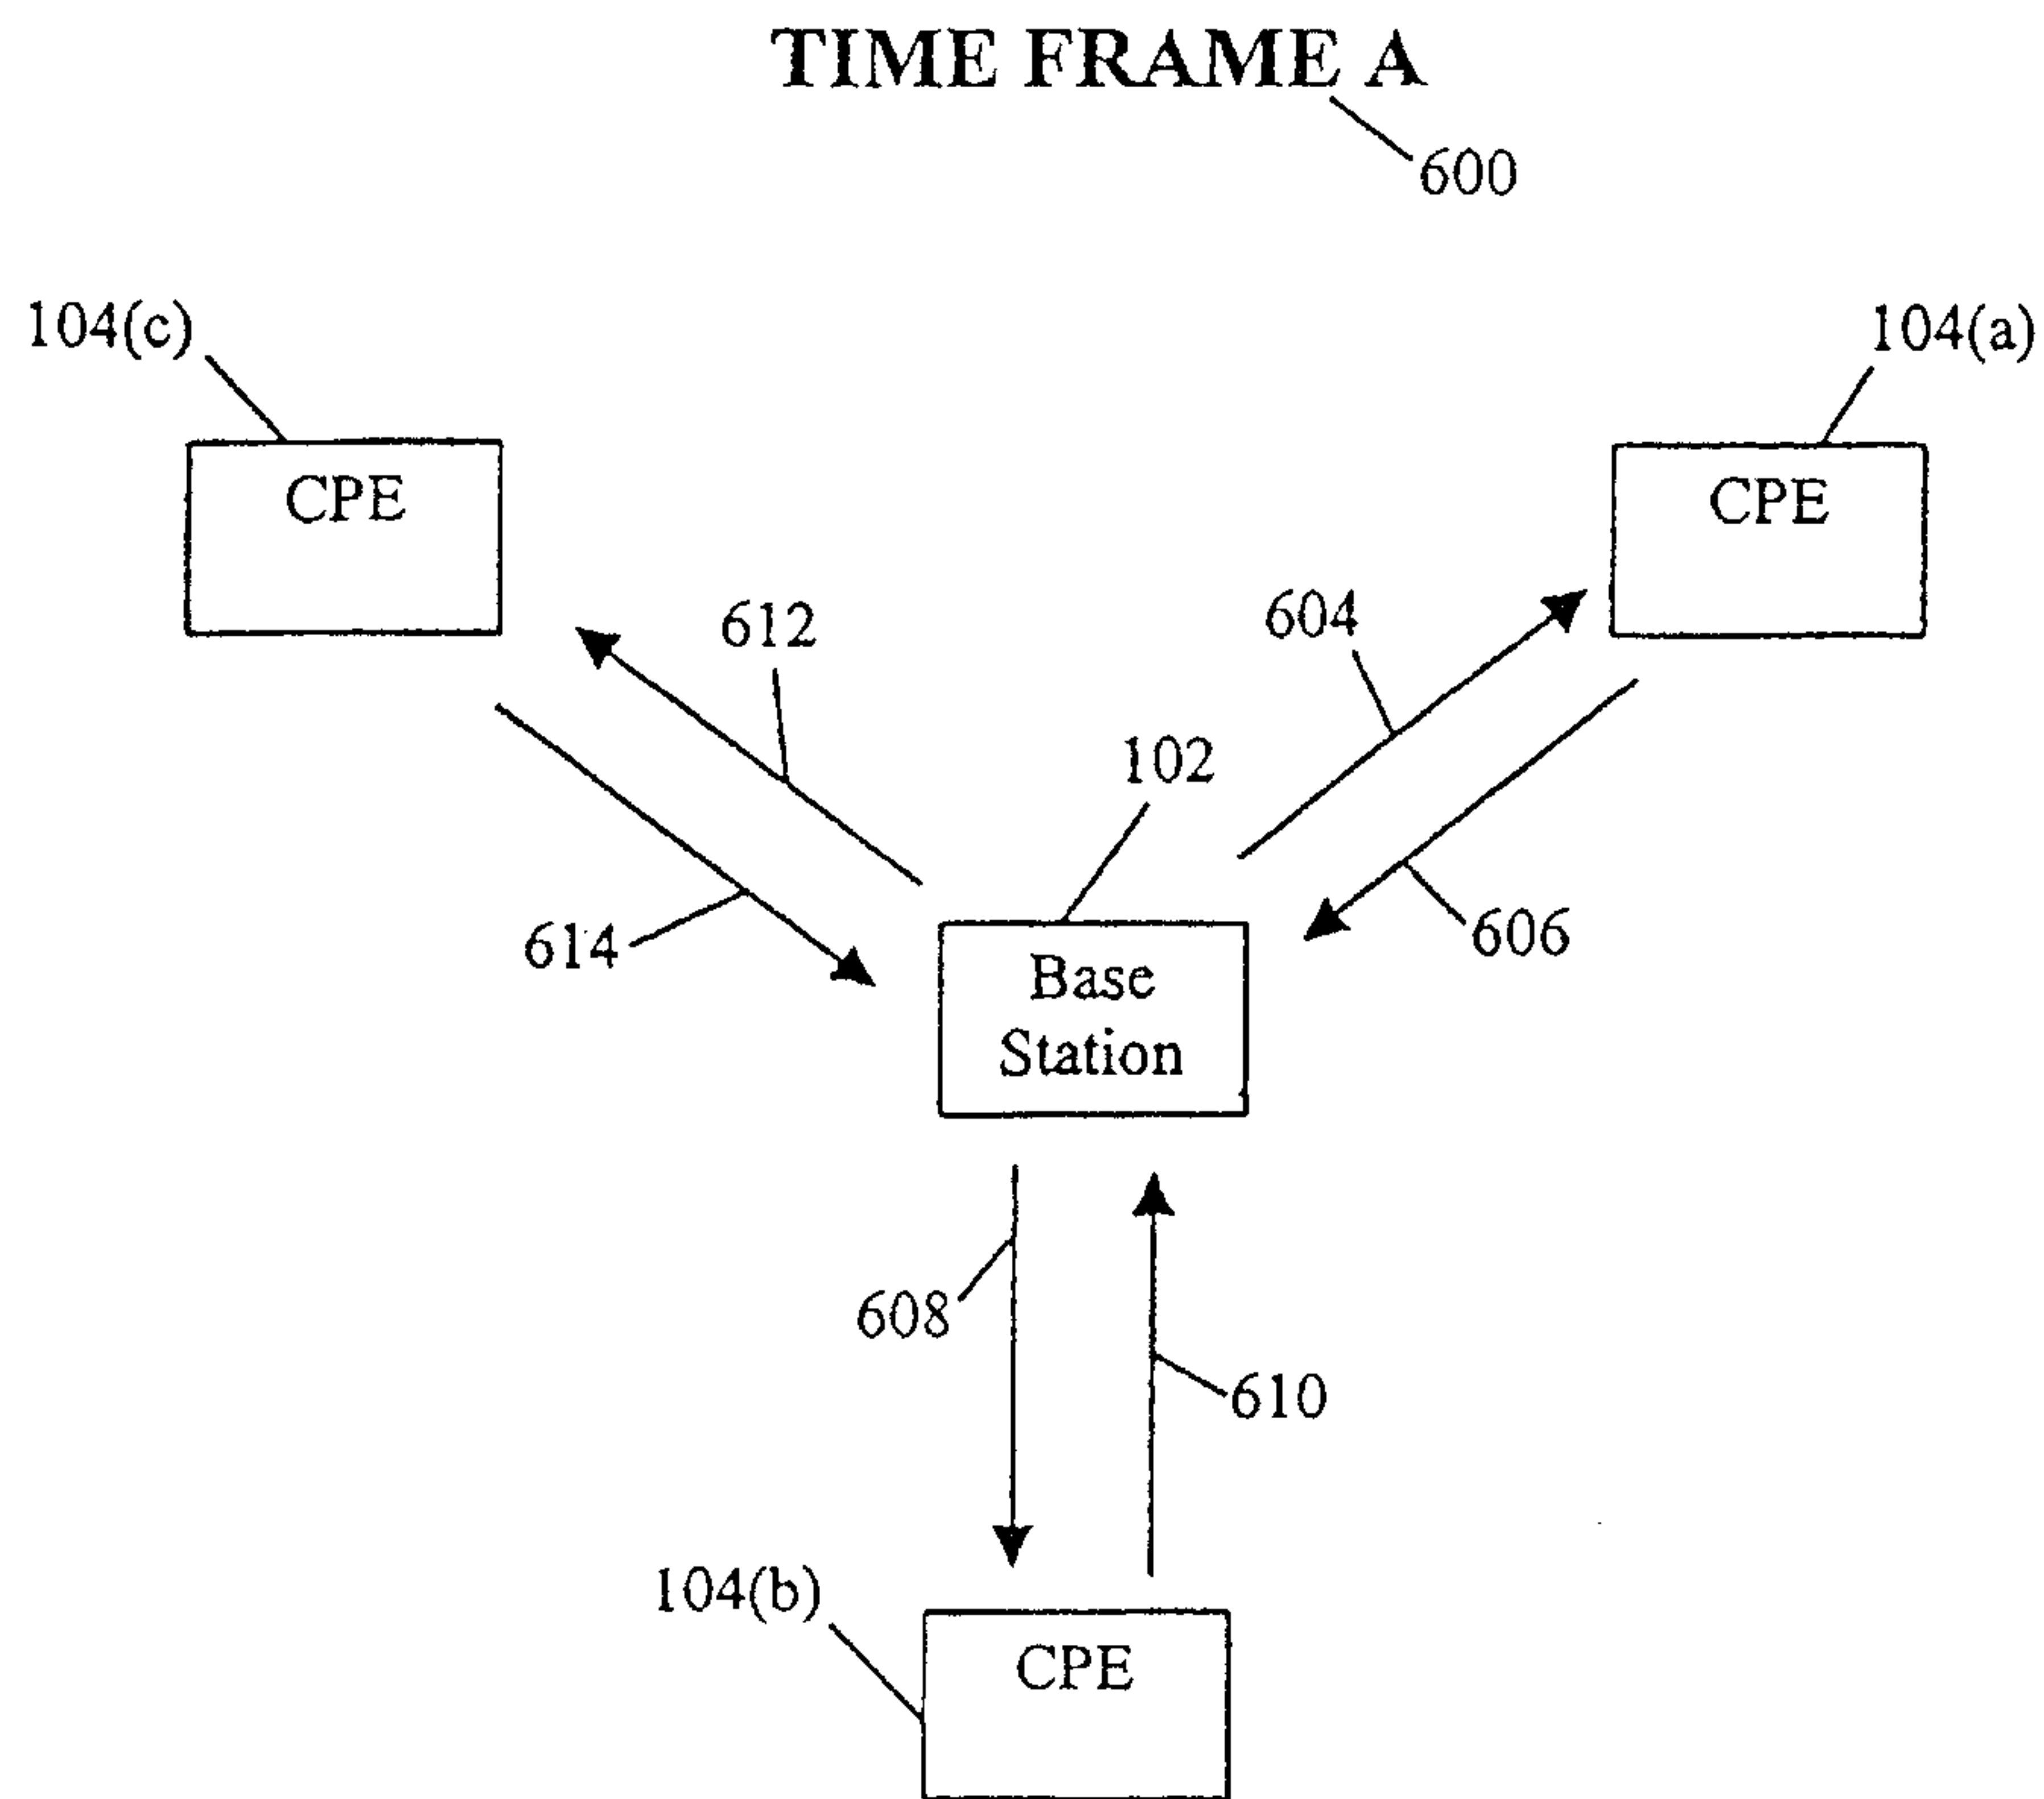 TIME FRAME A
600
104(c)
104(a)
CPE
CPE
612
604
102
614
606
Base
Station
608
610
104(b)
CPE